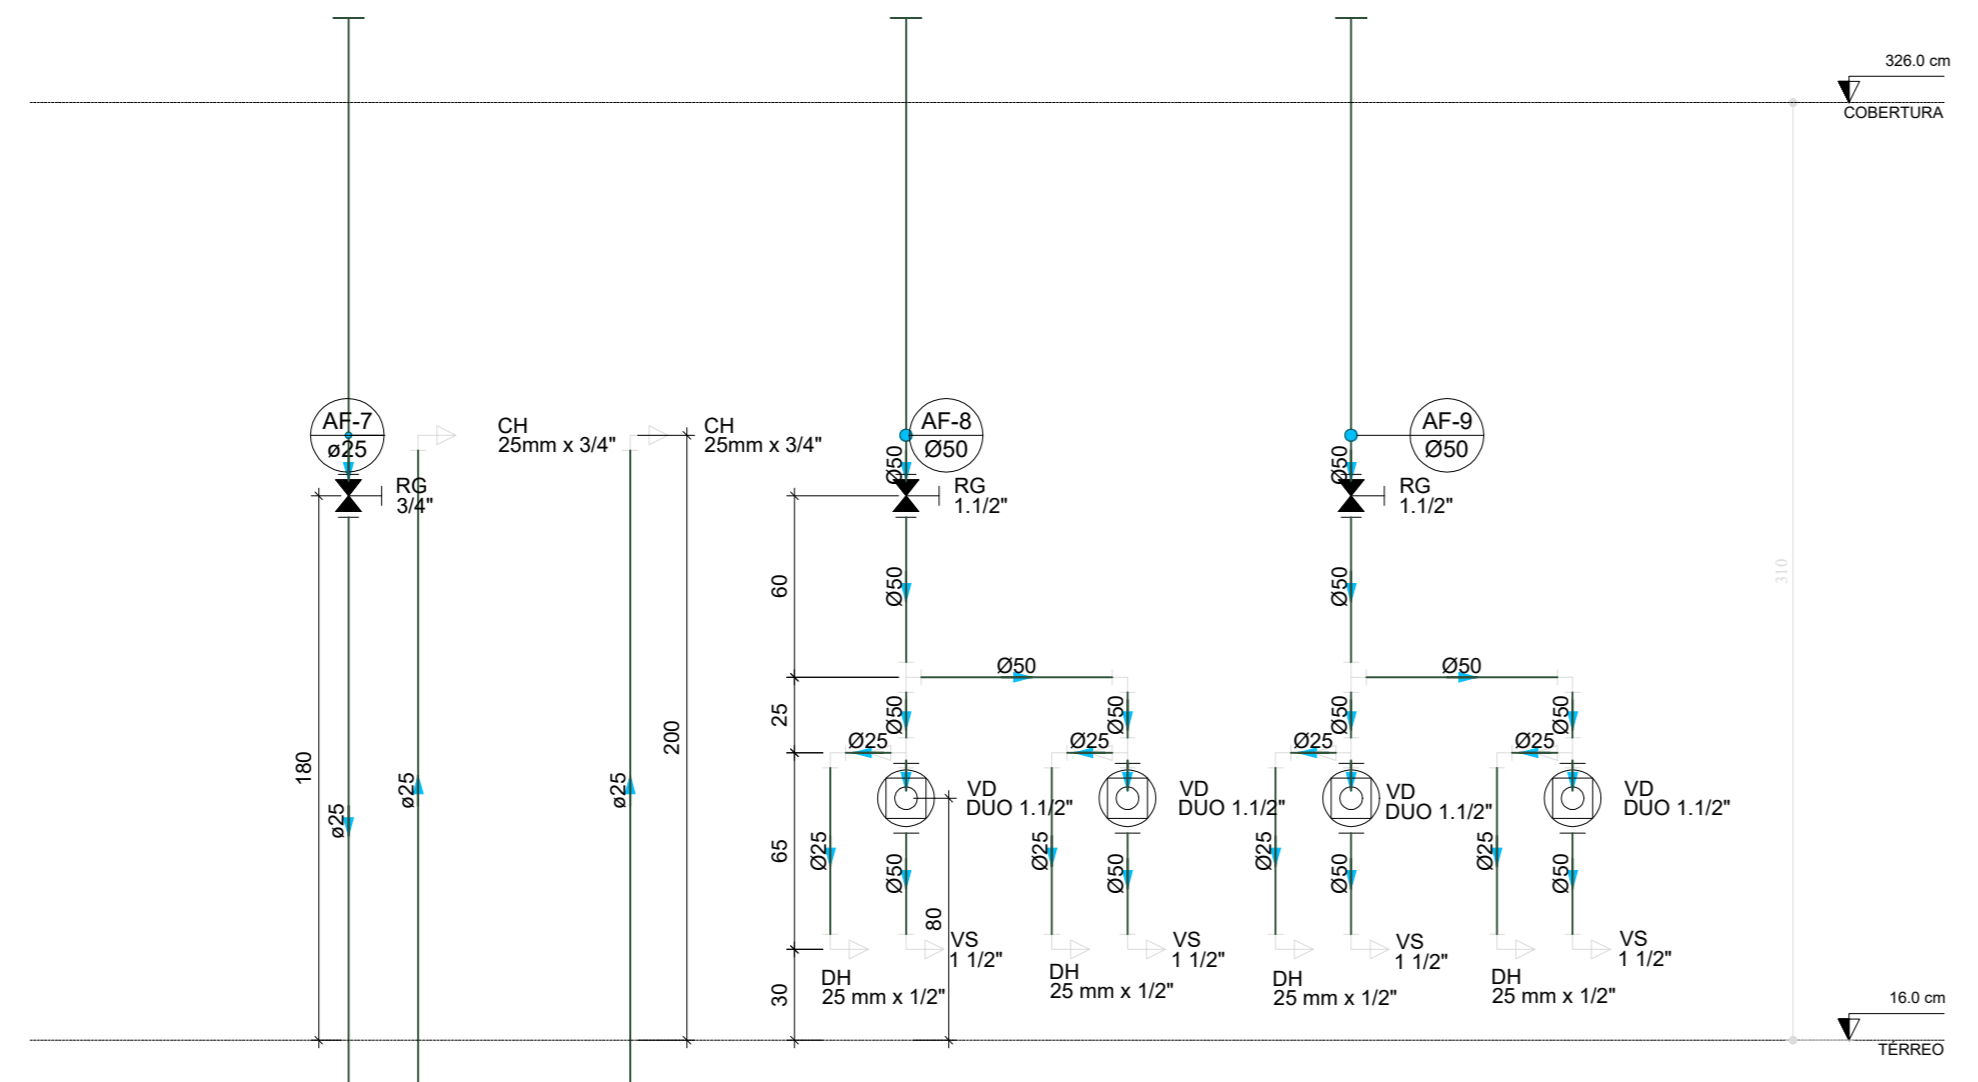 326.0 cm
COBERTURA
AF-7
ø25
CH
25mm x 3/4"
CH
25mm x 3/4"
AF-8
Ø50
AF-9
Ø50
Ø50
Ø50
RG
3/4"
RG
1.1/2"
RG
1.1/2"
60
Ø50
Ø50
310
Ø50
Ø50
25
Ø50
Ø50
Ø50
Ø50
200
180
Ø25
Ø25
Ø25
Ø25
ø25
ø25
ø25
VD
DUO 1.1/2"
VD
DUO 1.1/2"
VD
DUO 1.1/2"
VD
DUO 1.1/2"
65
Ø25
Ø50
Ø25
Ø50
Ø25
Ø50
Ø25
Ø50
80
VS
1 1/2"
VS
1 1/2"
VS
1 1/2"
VS
1 1/2"
30
DH
25 mm x 1/2"
DH
25 mm x 1/2"
DH
25 mm x 1/2"
DH
25 mm x 1/2"
16.0 cm
TÉRREO